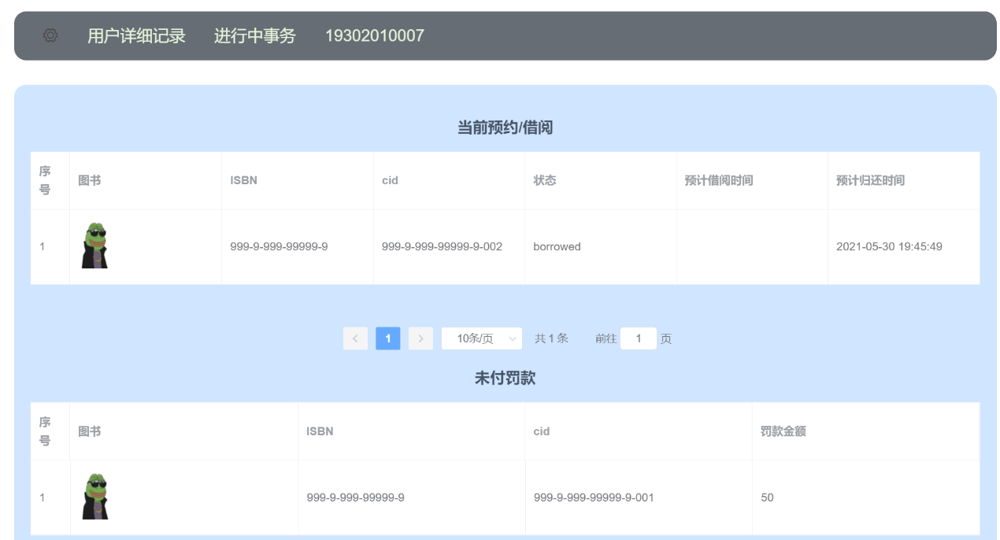 用户详细记录 进行中事务 19302010007
当前预约/借阅
序号 图书 ISBN cid 状态 预计借阅时间 预计归还时间
1 999-9-999-99999-9 999-9-999-99999-9-002 borrowed 2021-05-30 19:45:49
1 10条/页 共 1 条 前往 1 页
未付罚款
序号 图书 ISBN cid 罚款金额
1 999-9-999-99999-9 999-9-999-99999-9-001 50